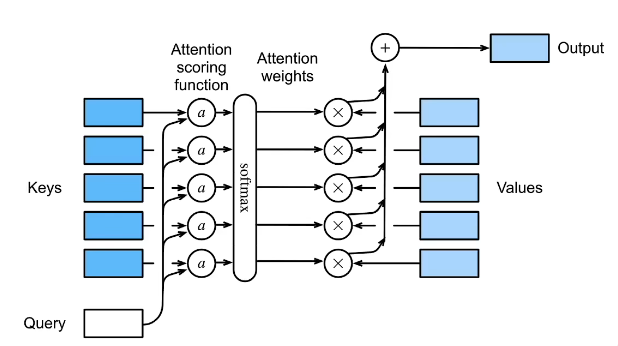 Attention
scoring
function
Attention
weights
+
Output
Keys
a
a
a
a
a
softmax
×
×
×
×
×
Values
Query